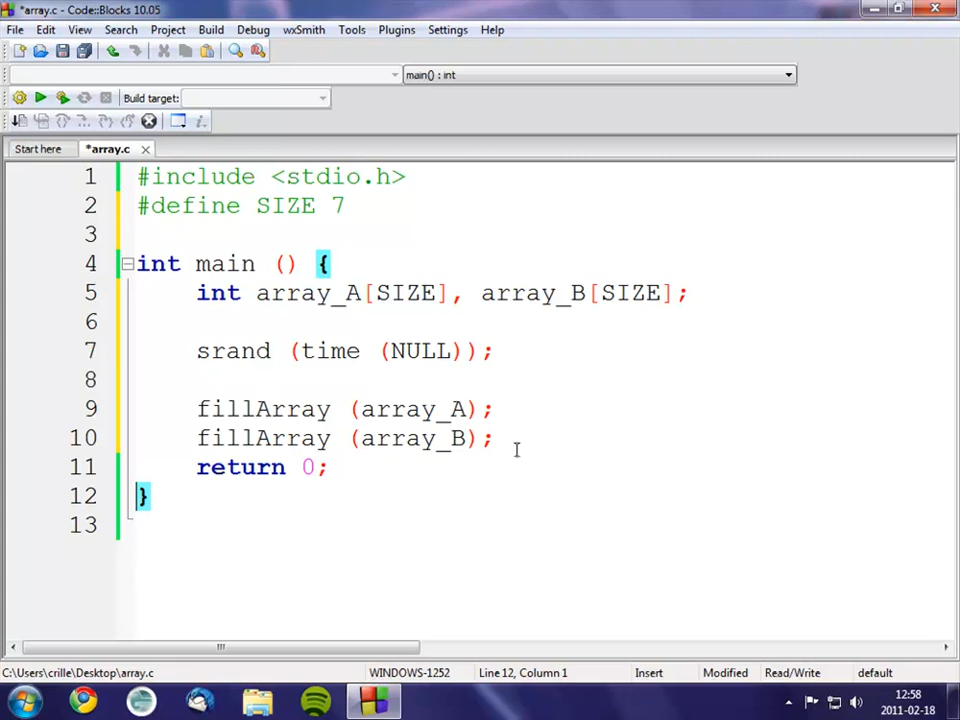 *array.c - Code::Blocks 10.05
File Edit View Search Project Build Debug wxSmith Tools Plugins Settings Help
main() : int
Build target:
Start here *array.c
1 #include <stdio.h>
2 #define SIZE 7
3
4 int main () {
5 int array_A[SIZE], array_B[SIZE];
6
7 srand (time (NULL));
8
9 fillArray (array_A);
10 fillArray (array_B);
11 return 0;
12 }
13
C:\Users\crille\Desktop\array.c WINDOWS-1252 Line 12, Column 1 Insert Modified Read/Write default
12:58
2011-02-18